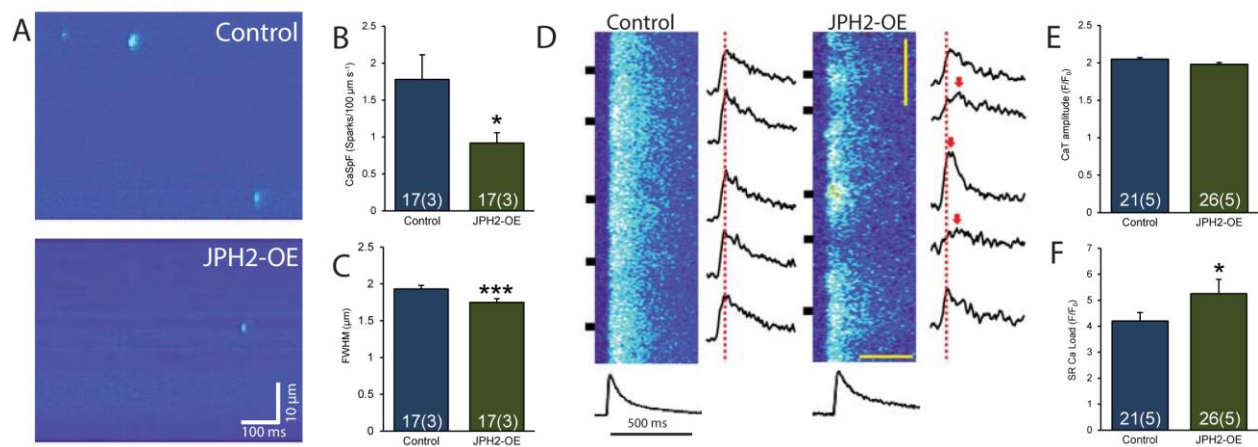 A
Control
JPH2-OE
10 µm
100 ms
B
CaSpF (Sparks/100 µm s⁻¹)
2.5
2
1.5
1
0.5
0
*
17(3)
17(3)
Control
JPH2-OE
C
FWHM (µm)
2.5
2
1.5
1
0.5
0
***
17(3)
17(3)
Control
JPH2-OE
D
Control
JPH2-OE
500 ms
E
CaT amplitude (F/F₀)
2.5
2
1.5
1
0.5
0
21(5)
26(5)
Control
JPH2-OE
F
SR Ca Load (F/F₀)
7
6
5
4
3
2
1
0
*
21(5)
26(5)
Control
JPH2-OE